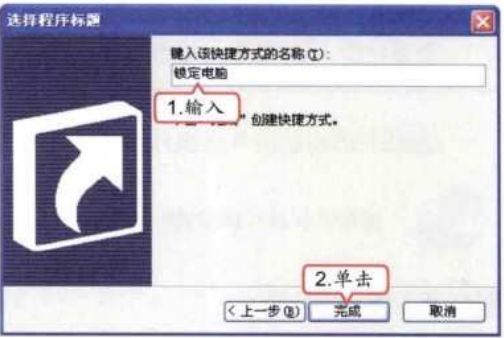 选择程序标题
键入该快捷方式的名称(T):
锁定电脑
1.输入
” 创建快捷方式。
2.单击
<上一步(B)
完成
取消